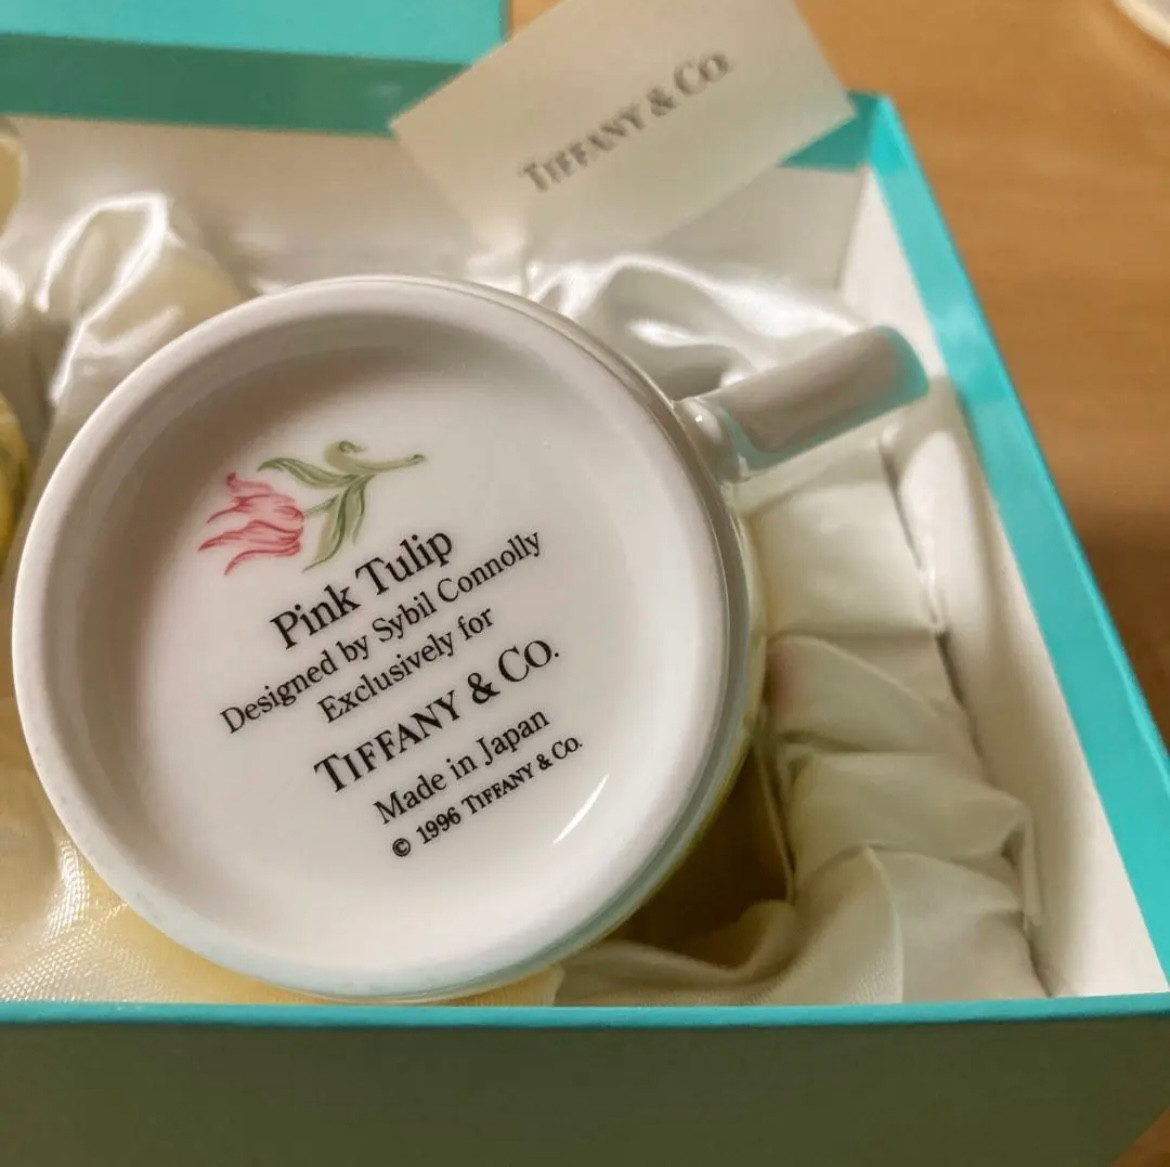 TIFFANY & CO.
Pink Tulip
Designed by Sybil Connolly
Exclusively for
TIFFANY & CO.
Made in Japan
© 1996 TIFFANY & CO.